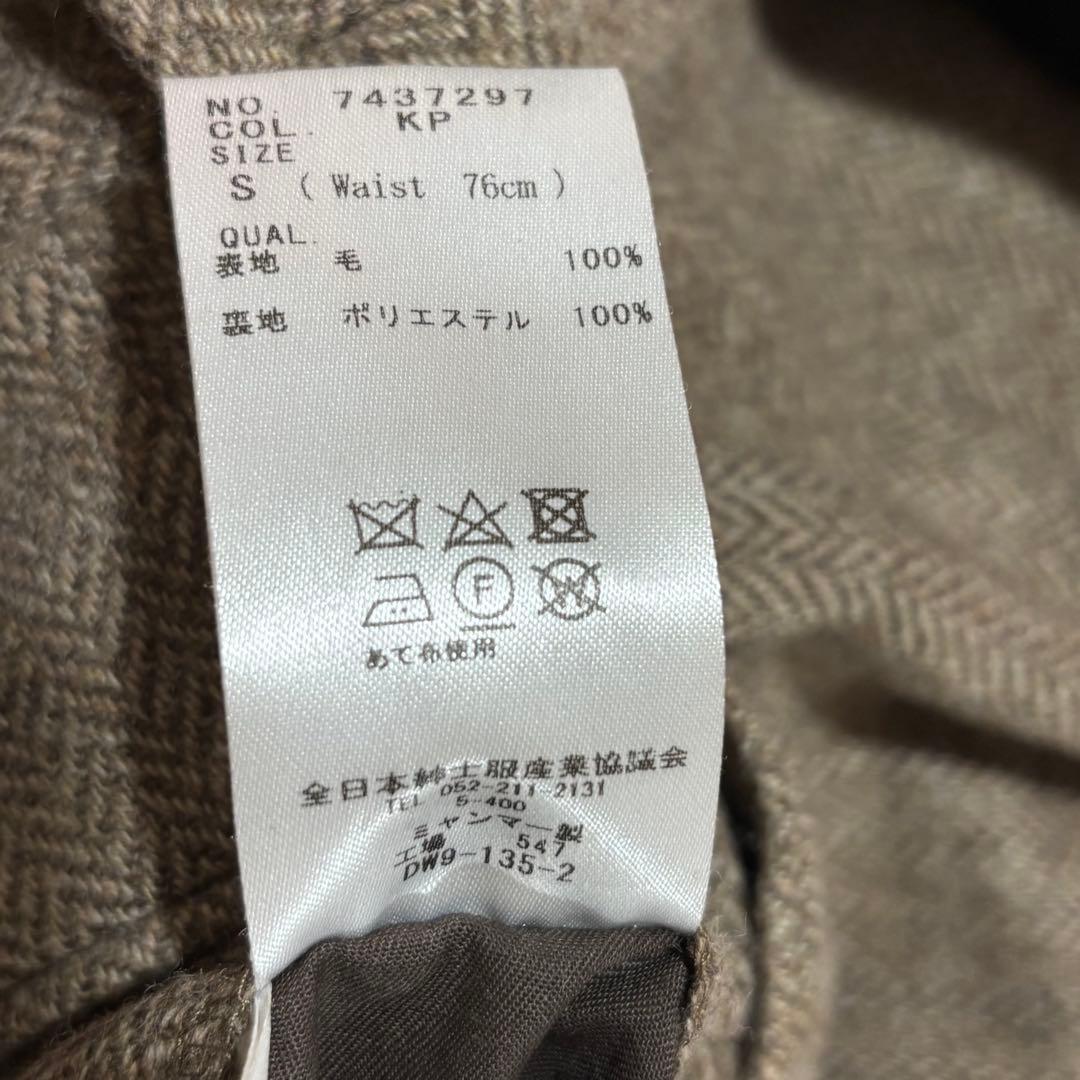 NO. 7437297
COL. KP
SIZE
S ( Waist 76cm )
QUAL.
表地 毛 100%
裏地 ポリエステル 100%
F
あて布使用
全日本紳士服産業協議会
TEL 052-211-2131
5-400
ミャンマー製
工場 547
DW9-135-2